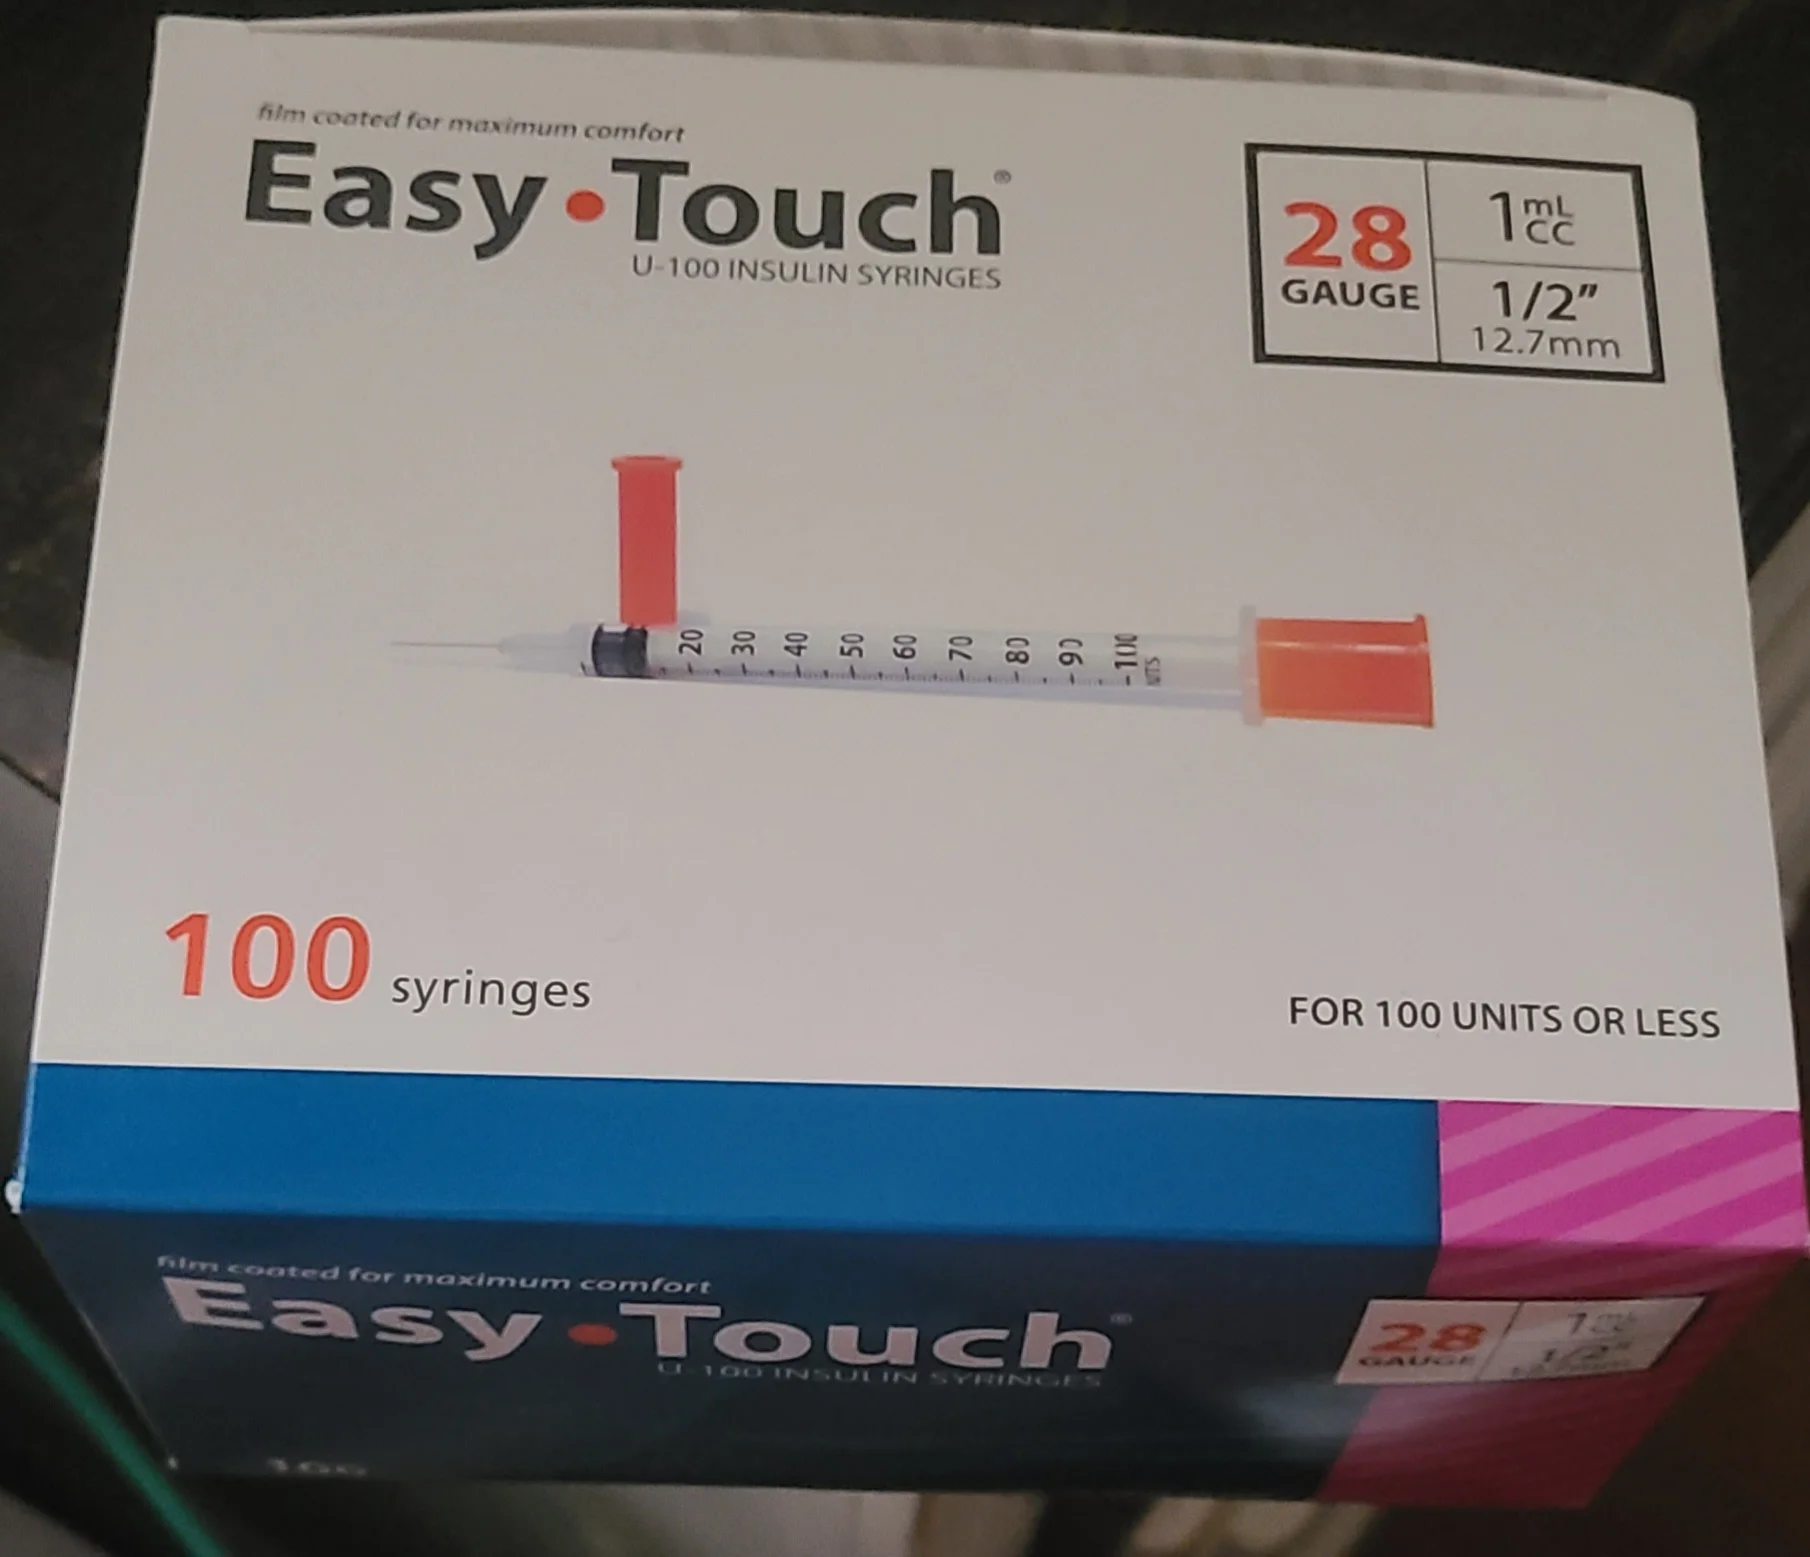 film coated for maximum comfort
Easy•Touch®
U-100 INSULIN SYRINGES
28
GAUGE
1 mL
CC
1/2"
12.7mm
20 30 40 50 60 70 80 90 100
100 syringes
FOR 100 UNITS OR LESS
film coated for maximum comfort
Easy•Touch®
U-100 INSULIN SYRINGES
28
GAUGE
1/2"